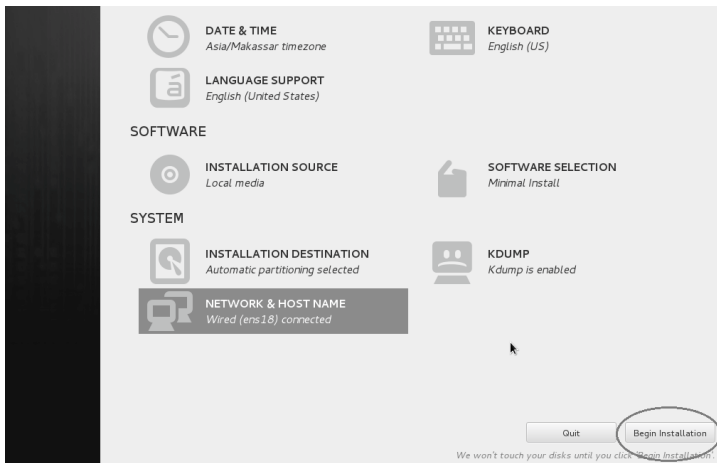 DATE & TIME
Asia/Makassar timezone
KEYBOARD
English (US)
á
LANGUAGE SUPPORT
English (United States)
SOFTWARE
INSTALLATION SOURCE
Local media
SOFTWARE SELECTION
Minimal Install
SYSTEM
INSTALLATION DESTINATION
Automatic partitioning selected
KDUMP
Kdump is enabled
NETWORK & HOST NAME
Wired (ens18) connected
Quit
Begin Installation
We won't touch your disks until you click 'Begin Installation'.